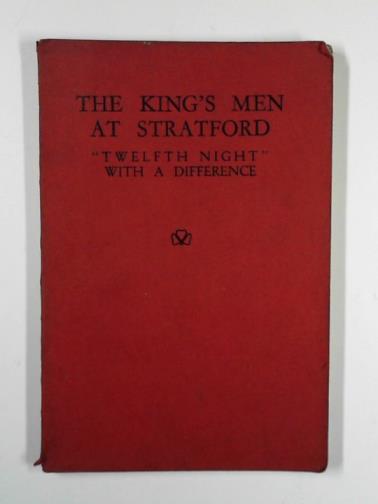 THE KING'S MEN
AT STRATFORD
"TWELFTH NIGHT"
WITH A DIFFERENCE